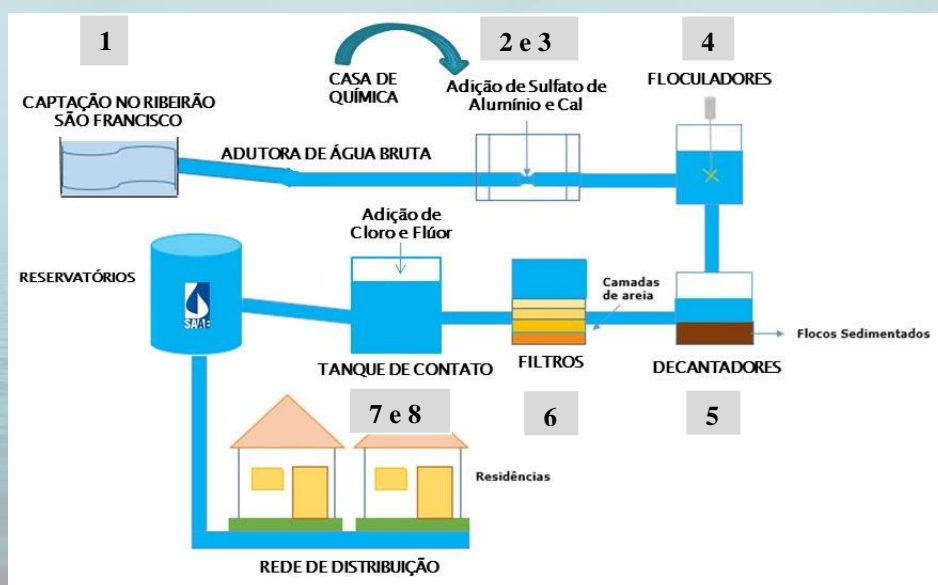 1
2 e 3
4
CASA DE
QUÍMICA
Adição de Sulfato de
Alumínio e Cal
FLOCULADORES
CAPTAÇÃO NO RIBEIRÃO
SÃO FRANCISCO
ADUTORA DE ÁGUA BRUTA
Adição de
Cloro e Flúor
RESERVATÓRIOS
SAAE
Camadas
de areia
Flocos Sedimentados
TANQUE DE CONTATO
FILTROS
DECANTADORES
7 e 8
6
5
Residências
REDE DE DISTRIBUIÇÃO